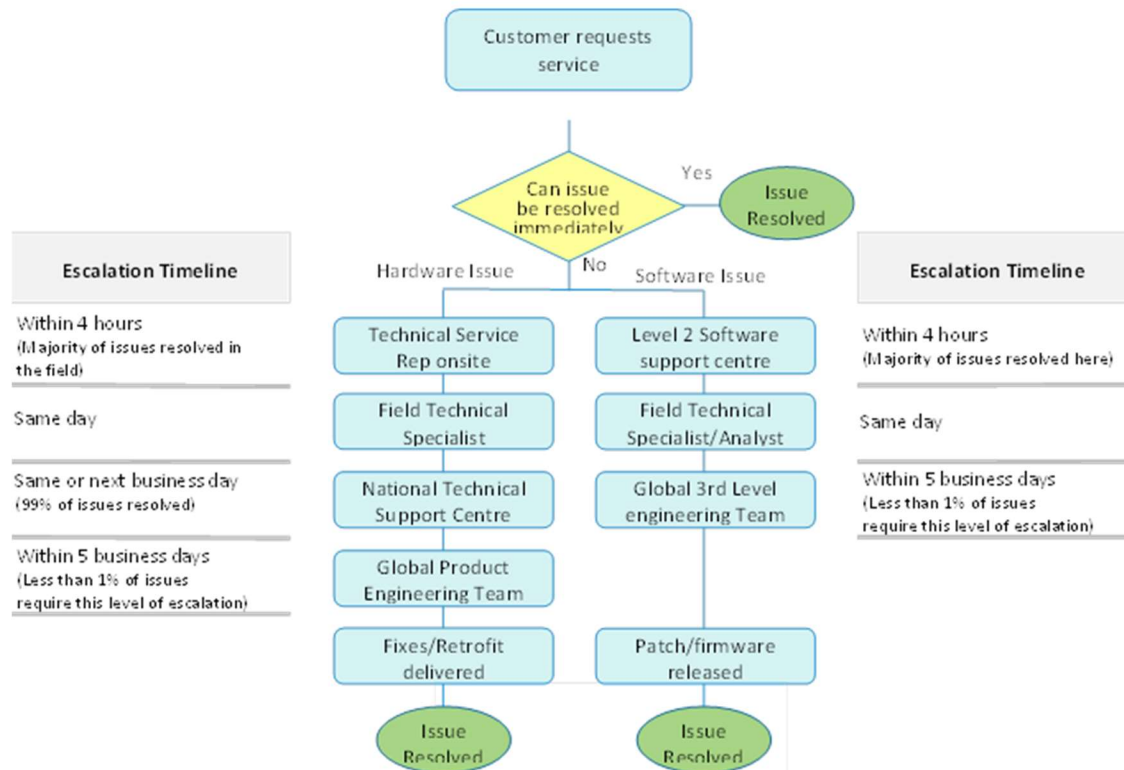 Customer requests
service
Can issue
be resolved
immediately
Yes
Issue
Resolved
No
Hardware Issue
Software Issue
Escalation Timeline
Within 4 hours
(Majority of issues resolved in
the field)
Same day
Same or next business day
(99% of issues resolved)
Within 5 business days
(Less than 1% of issues
require this level of escalation)
Technical Service
Rep onsite
Field Technical
Specialist
National Technical
Support Centre
Global Product
Engineering Team
Fixes/Retrofit
delivered
Issue
Resolved
Level 2 Software
support centre
Field Technical
Specialist/Analyst
Global 3rd Level
engineering Team
Patch/firmware
released
Issue
Resolved
Escalation Timeline
Within 4 hours
(Majority of issues resolved here)
Same day
Within 5 business days
(Less than 1% of issues
require this level of escalation)